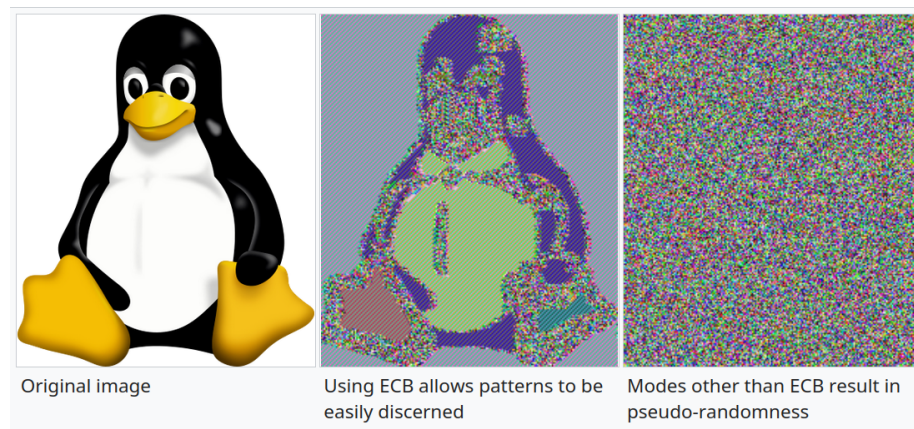 Original image
Using ECB allows patterns to be
easily discerned
Modes other than ECB result in
pseudo-randomness